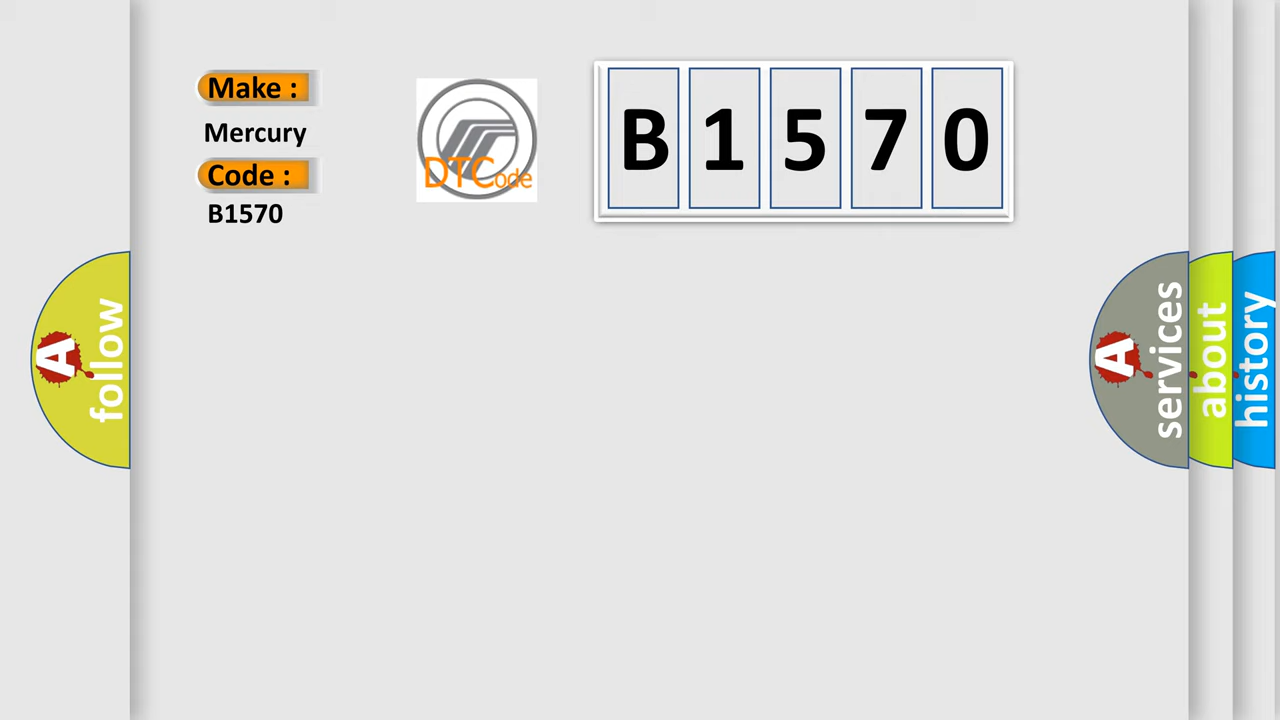 Make :
Mercury
Code :
B1570
DTCode
B 1 5 7 0
A follow
A services
about
history